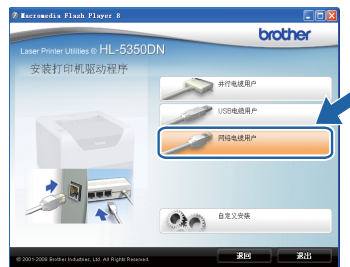 Macromedia Flash Player 8
brother
Laser Printer Utilities © HL-5350DN
安装打印机驱动程序
并行电缆用户
USB电缆用户
网络电缆用户
自定义安装
© 2001-2008 Brother Industries, Ltd. All Rights Reserved.
返回
退出